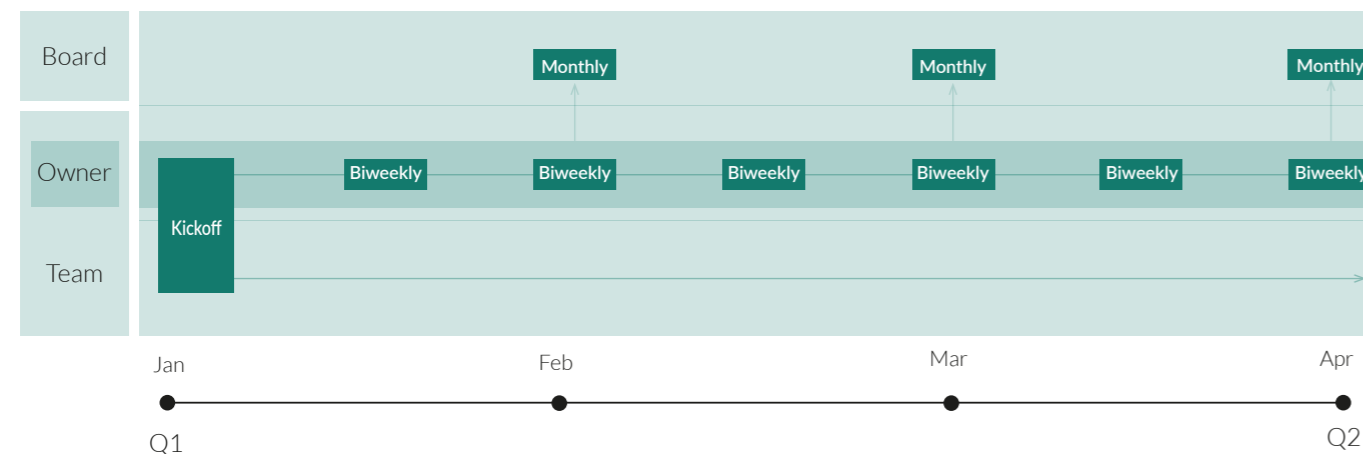 Board
Monthly
Monthly
Monthly
Owner
Biweekly
Biweekly
Biweekly
Biweekly
Biweekly
Biweekly
Kickoff
Team
Jan
Feb
Mar
Apr
Q1
Q2